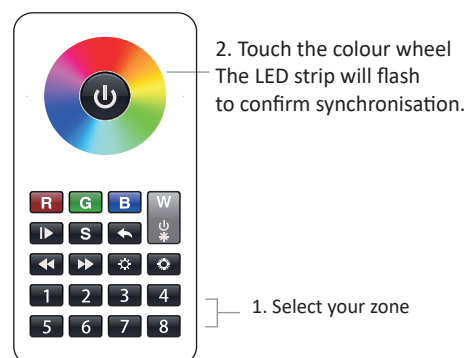 2. Touch the colour wheel
The LED strip will flash
to confirm synchronisation.
R G B W
S
1 2 3 4
5 6 7 8
1. Select your zone